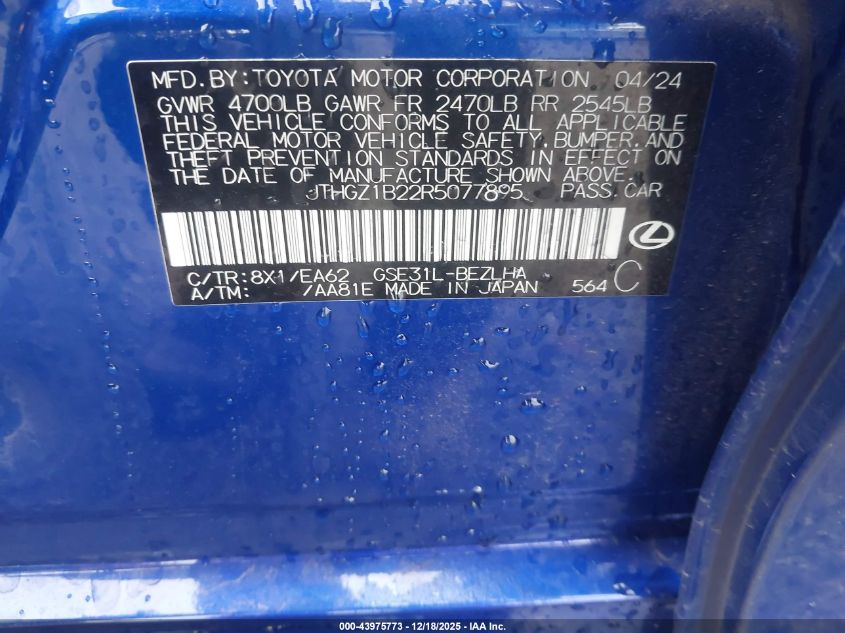 MFD.BY:TOYOTA MOTOR CORPORATION 04/24
GVWR 4700LB GAWR FR 2470LB RR 2545LB
THIS VEHICLE CONFORMS TO ALL APPLICABLE
FEDERAL MOTOR VEHICLE SAFETY,BUMPER,AND
THEFT PREVENTION STANDARDS IN EFFECT ON
THE DATE OF MANUFACTURE SHOWN ABOVE.
JTHGZ1B22R5077895 PASS.CAR
C/TR:8X1/EA62 GSE31L-BEZLHA
A/TM: /AA81E MADE IN JAPAN 564 C
000-43975773 - 12/18/2025 - IAA Inc.